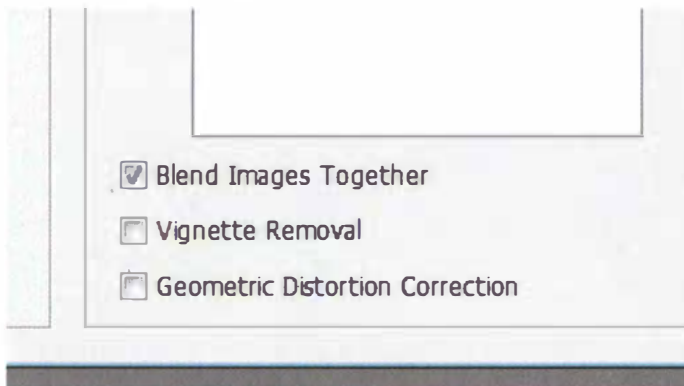 Blend Images Together
Vignette Removal
Geometric Distortion Correction